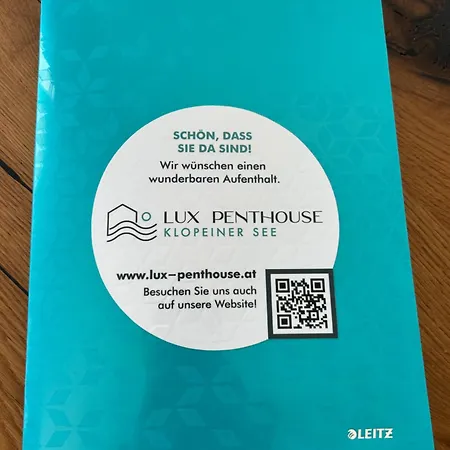 SCHÖN, DASS
SIE DA SIND!
Wir wünschen einen
wunderbaren Aufenthalt.
LUX PENTHOUSE
KLOPEINER SEE
www.lux-penthouse.at
Besuchen Sie uns auch
auf unsere Website!
LEITZ